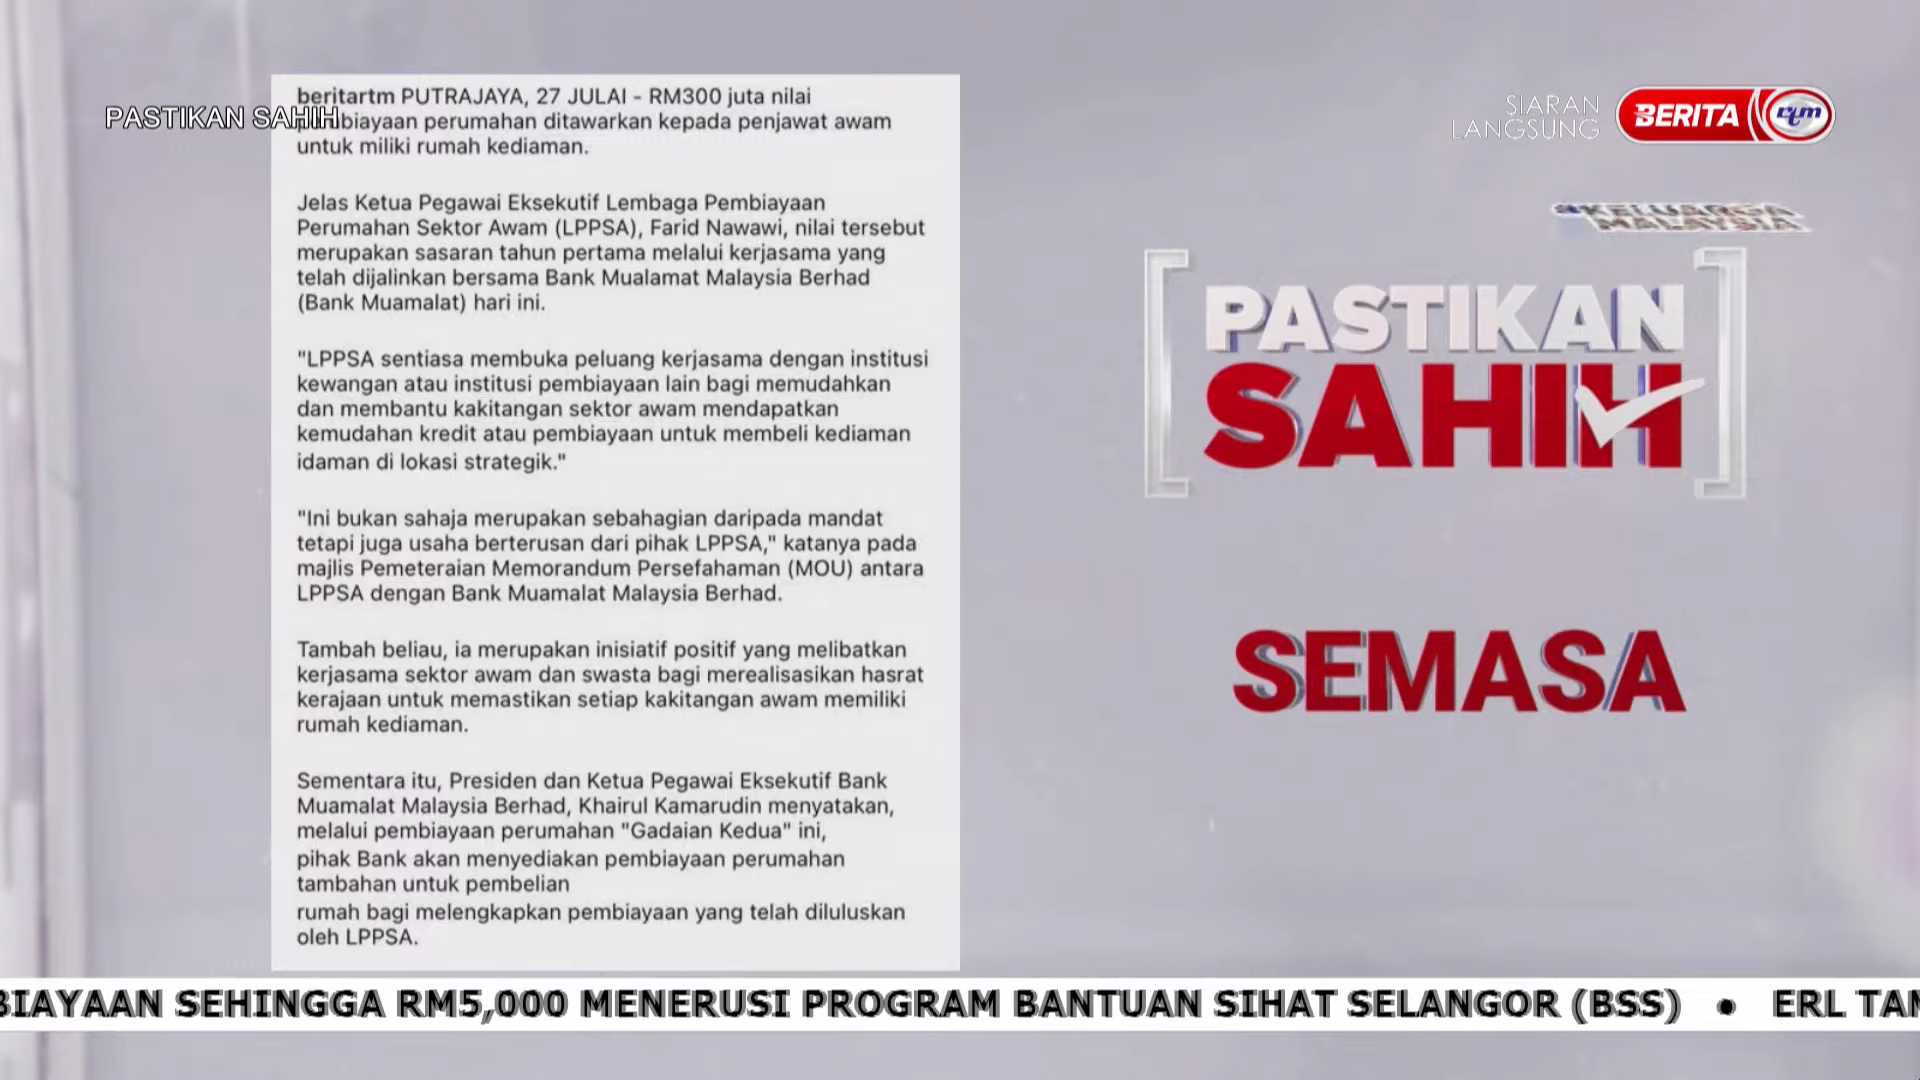 PASTIKAN SAHIH
beritartm PUTRAJAYA, 27 JULAI - RM300 juta nilai
pembiayaan perumahan ditawarkan kepada penjawat awam
untuk miliki rumah kediaman.
Jelas Ketua Pegawai Eksekutif Lembaga Pembiayaan
Perumahan Sektor Awam (LPPSA), Farid Nawawi, nilai tersebut
merupakan sasaran tahun pertama melalui kerjasama yang
telah dijalinkan bersama Bank Mualamat Malaysia Berhad
(Bank Muamalat) hari ini.
"LPPSA sentiasa membuka peluang kerjasama dengan institusi
kewangan atau institusi pembiayaan lain bagi memudahkan
dan membantu kakitangan sektor awam mendapatkan
kemudahan kredit atau pembiayaan untuk membeli kediaman
idaman di lokasi strategik."
"Ini bukan sahaja merupakan sebahagian daripada mandat
tetapi juga usaha berterusan dari pihak LPPSA," katanya pada
majlis Pemeteraian Memorandum Persefahaman (MOU) antara
LPPSA dengan Bank Muamalat Malaysia Berhad.
Tambah beliau, ia merupakan inisiatif positif yang melibatkan
kerjasama sektor awam dan swasta bagi merealisasikan hasrat
kerajaan untuk memastikan setiap kakitangan awam memiliki
rumah kediaman.
Sementara itu, Presiden dan Ketua Pegawai Eksekutif Bank
Muamalat Malaysia Berhad, Khairul Kamarudin menyatakan,
melalui pembiayaan perumahan "Gadaian Kedua" ini,
pihak Bank akan menyediakan pembiayaan perumahan
tambahan untuk pembelian
rumah bagi melengkapkan pembiayaan yang telah diluluskan
oleh LPPSA.
SIARAN
LANGSUNG
BERITA rtm
KELUARGA
MALAYSIA
PASTIKAN
SAHIH
SEMASA
BIAYAAN SEHINGGA RM5,000 MENERUSI PROGRAM BANTUAN SIHAT SELANGOR (BSS) • ERL TAM